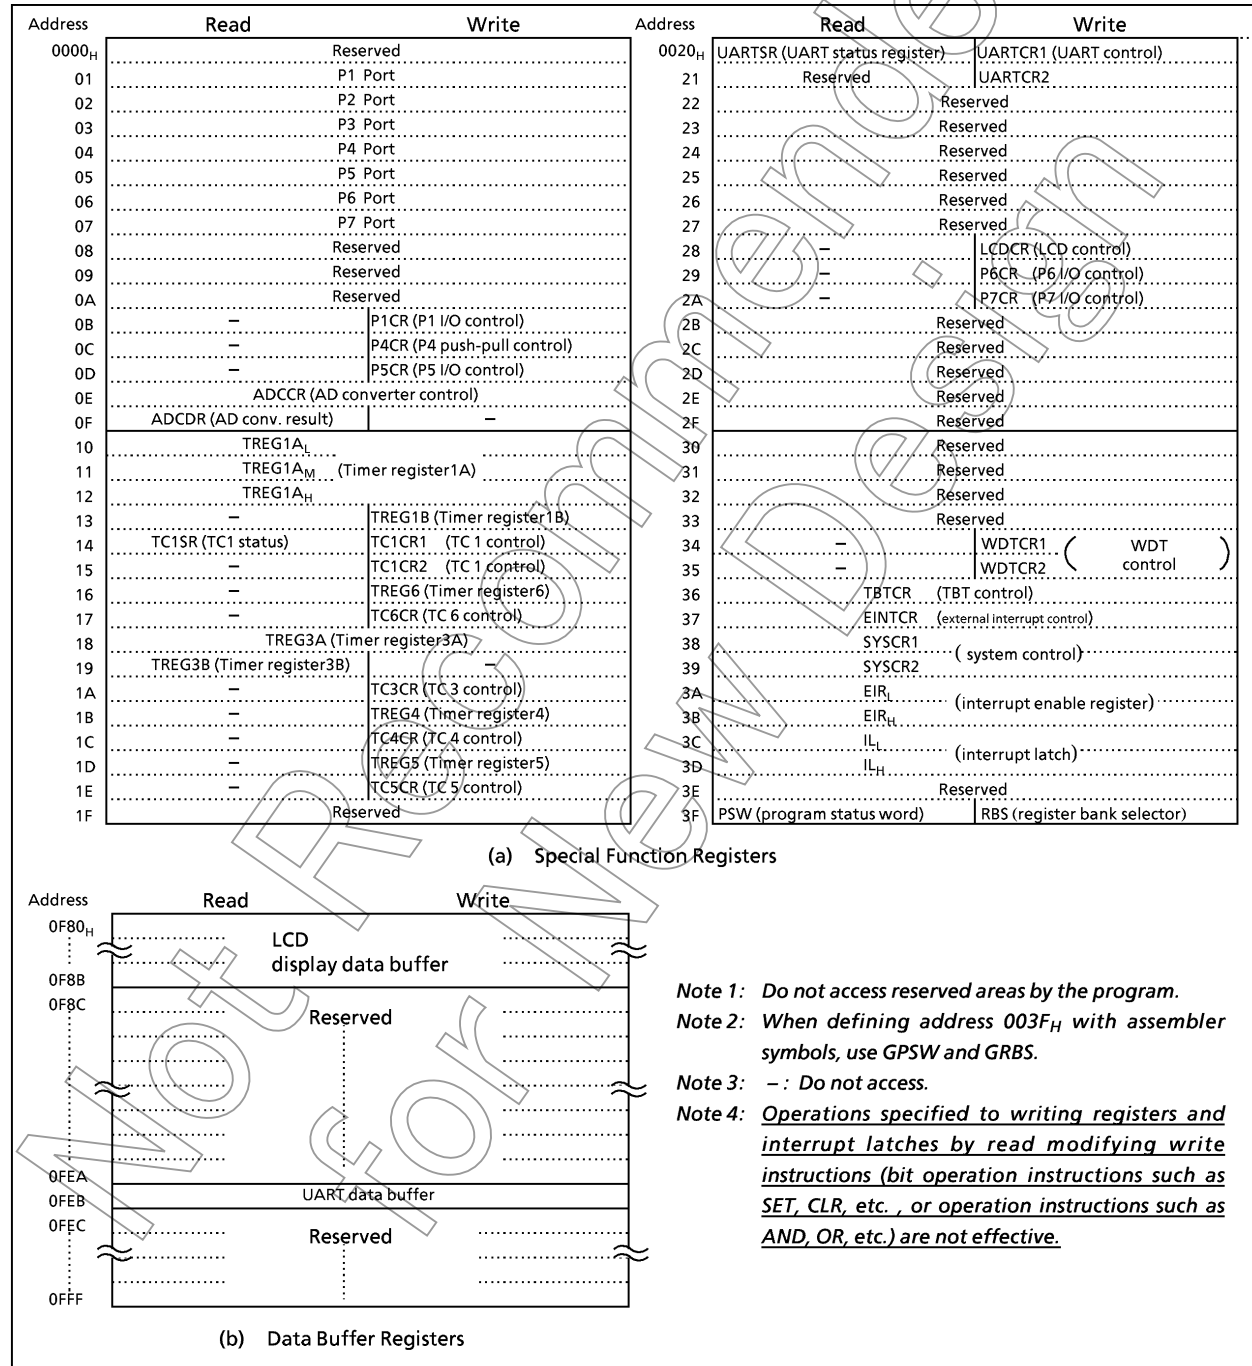 Address Read Write
0000H Reserved
01 P1 Port
02 P2 Port
03 P3 Port
04 P4 Port
05 P5 Port
06 P6 Port
07 P7 Port
08 Reserved
09 Reserved
0A Reserved
0B – P1CR (P1 I/O control)
0C – P4CR (P4 push-pull control)
0D – P5CR (P5 I/O control)
0E ADCCR (AD converter control)
0F ADCDR (AD conv. result) –
10 TREG1AL
11 TREG1AM (Timer register1A)
12 TREG1AH
13 – TREG1B (Timer register1B)
14 TC1SR (TC1 status) TC1CR1 (TC 1 control)
15 – TC1CR2 (TC 1 control)
16 – TREG6 (Timer register6)
17 – TC6CR (TC 6 control)
18 TREG3A (Timer register3A)
19 TREG3B (Timer register3B) –
1A – TC3CR (TC 3 control)
1B – TREG4 (Timer register4)
1C – TC4CR (TC 4 control)
1D – TREG5 (Timer register5)
1E – TC5CR (TC 5 control)
1F Reserved
Address Read Write
0020H UARTSR (UART status register) UARTCR1 (UART control)
21 Reserved UARTCR2
22 Reserved
23 Reserved
24 Reserved
25 Reserved
26 Reserved
27 Reserved
28 – LCDCR (LCD control)
29 – P6CR (P6 I/O control)
2A – P7CR (P7 I/O control)
2B Reserved
2C Reserved
2D Reserved
2E Reserved
2F Reserved
30 Reserved
31 Reserved
32 Reserved
33 Reserved
34 – WDTCR1 ( WDT
35 – WDTCR2 control )
36 TBTCR (TBT control)
37 EINTCR (external interrupt control)
38 SYSCR1
( system control)
39 SYSCR2
3A EIRL
(interrupt enable register)
3B EIRH
3C ILL
(interrupt latch)
3D ILH
3E Reserved
3F PSW (program status word) RBS (register bank selector)
(a) Special Function Registers
Address Read Write
0F80H
LCD
display data buffer
0F8B
0F8C
Reserved
0FEA
0FEB UART data buffer
0FEC
Reserved
0FFF
(b) Data Buffer Registers
Note 1: Do not access reserved areas by the program.
Note 2: When defining address 003FH with assembler
symbols, use GPSW and GRBS.
Note 3: – : Do not access.
Note 4: Operations specified to writing registers and
interrupt latches by read modifying write
instructions (bit operation instructions such as
SET, CLR, etc. , or operation instructions such as
AND, OR, etc.) are not effective.
Not Recommended
for New Design